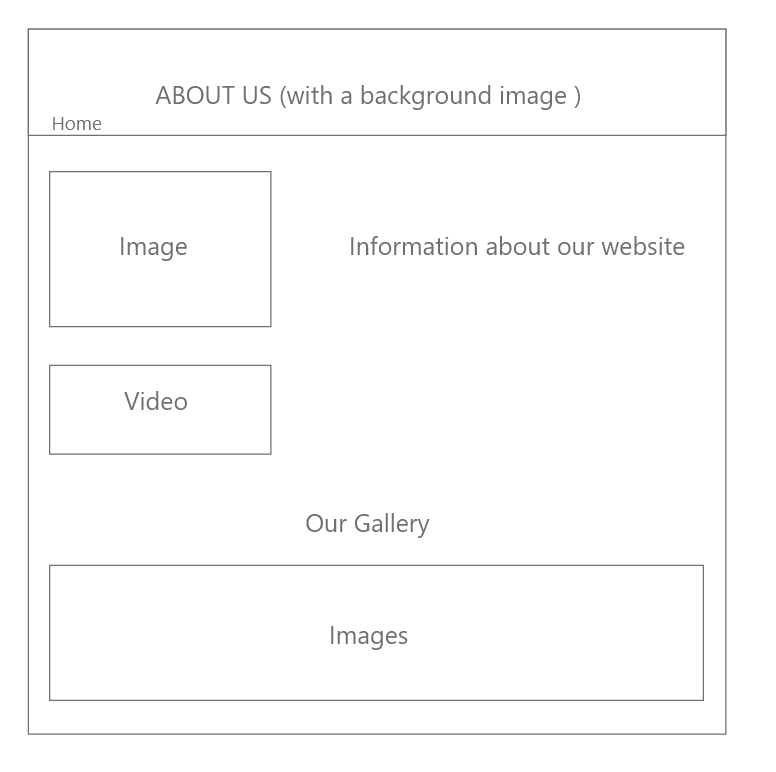 ABOUT US (with a background image )
Home
Image
Information about our website
Video
Our Gallery
Images